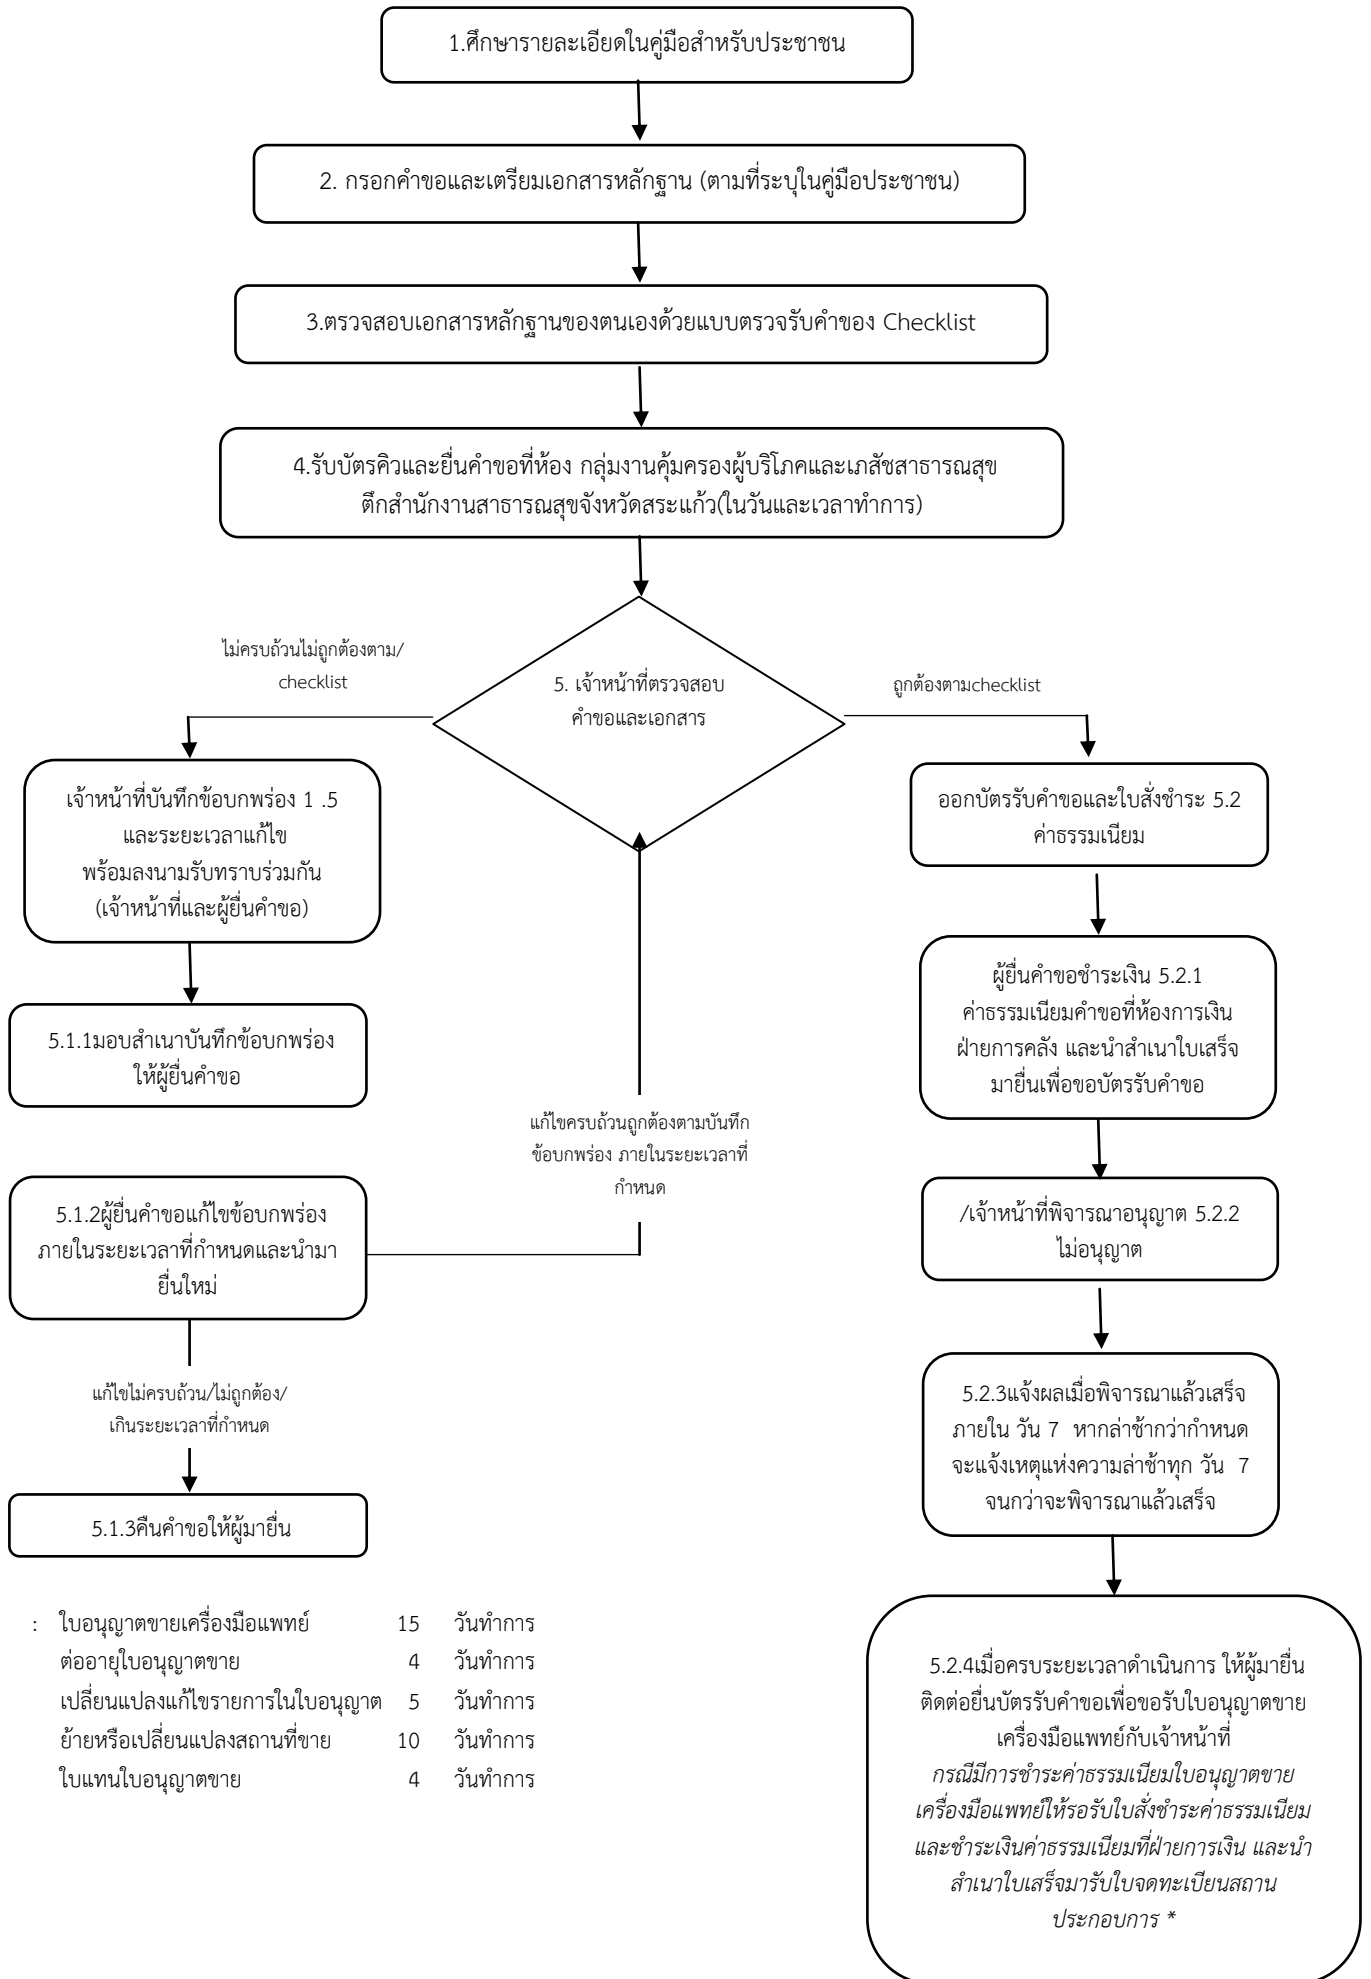 1.ศึกษารายละเอียดในคู่มือสำหรับประชาชน
2. กรอกคำขอและเตรียมเอกสารหลักฐาน (ตามที่ระบุในคู่มือประชาชน)
3.ตรวจสอบเอกสารหลักฐานของตนเองด้วยแบบตรวจรับคำของ Checklist
4.รับบัตรคิวและยื่นคำขอที่ห้อง กลุ่มงานคุ้มครองผู้บริโภคและเภสัชสาธารณสุข
ตึกสำนักงานสาธารณสุขจังหวัดสระแก้ว(ในวันและเวลาทำการ)
ไม่ครบถ้วนไม่ถูกต้องตาม/
checklist
5. เจ้าหน้าที่ตรวจสอบ
คำขอและเอกสาร
ถูกต้องตามchecklist
เจ้าหน้าที่บันทึกข้อบกพร่อง 1 .5
และระยะเวลาแก้ไข
พร้อมลงนามรับทราบร่วมกัน
(เจ้าหน้าที่และผู้ยื่นคำขอ)
5.1.1มอบสำเนาบันทึกข้อบกพร่อง
ให้ผู้ยื่นคำขอ
5.1.2ผู้ยื่นคำขอแก้ไขข้อบกพร่อง
ภายในระยะเวลาที่กำหนดและนำมา
ยื่นใหม่
แก้ไขครบถ้วนถูกต้องตามบันทึก
ข้อบกพร่อง ภายในระยะเวลาที่
กำหนด
แก้ไขไม่ครบถ้วน/ไม่ถูกต้อง/
เกินระยะเวลาที่กำหนด
5.1.3คืนคำขอให้ผู้มายื่น
ออกบัตรรับคำขอและใบสั่งชำระ 5.2
ค่าธรรมเนียม
ผู้ยื่นคำขอชำระเงิน 5.2.1
ค่าธรรมเนียมคำขอที่ห้องการเงิน
ฝ่ายการคลัง และนำสำเนาใบเสร็จ
มายื่นเพื่อขอบัตรรับคำขอ
/เจ้าหน้าที่พิจารณาอนุญาต 5.2.2
ไม่อนุญาต
5.2.3แจ้งผลเมื่อพิจารณาแล้วเสร็จ
ภายใน วัน 7 หากล่าช้ากว่ากำหนด
จะแจ้งเหตุแห่งความล่าช้าทุก วัน 7
จนกว่าจะพิจารณาแล้วเสร็จ
5.2.4เมื่อครบระยะเวลาดำเนินการ ให้ผู้มายื่น
ติดต่อยื่นบัตรรับคำขอเพื่อขอรับใบอนุญาตขาย
เครื่องมือแพทย์กับเจ้าหน้าที่
กรณีมีการชำระค่าธรรมเนียมใบอนุญาตขาย
เครื่องมือแพทย์ให้รอรับใบสั่งชำระค่าธรรมเนียม
และชำระเงินค่าธรรมเนียมที่ฝ่ายการเงิน และนำ
สำเนาใบเสร็จมารับใบจดทะเบียนสถาน
ประกอบการ *
: ใบอนุญาตขายเครื่องมือแพทย์ 15 วันทำการ
ต่ออายุใบอนุญาตขาย 4 วันทำการ
เปลี่ยนแปลงแก้ไขรายการในใบอนุญาต 5 วันทำการ
ย้ายหรือเปลี่ยนแปลงสถานที่ขาย 10 วันทำการ
ใบแทนใบอนุญาตขาย 4 วันทำการ